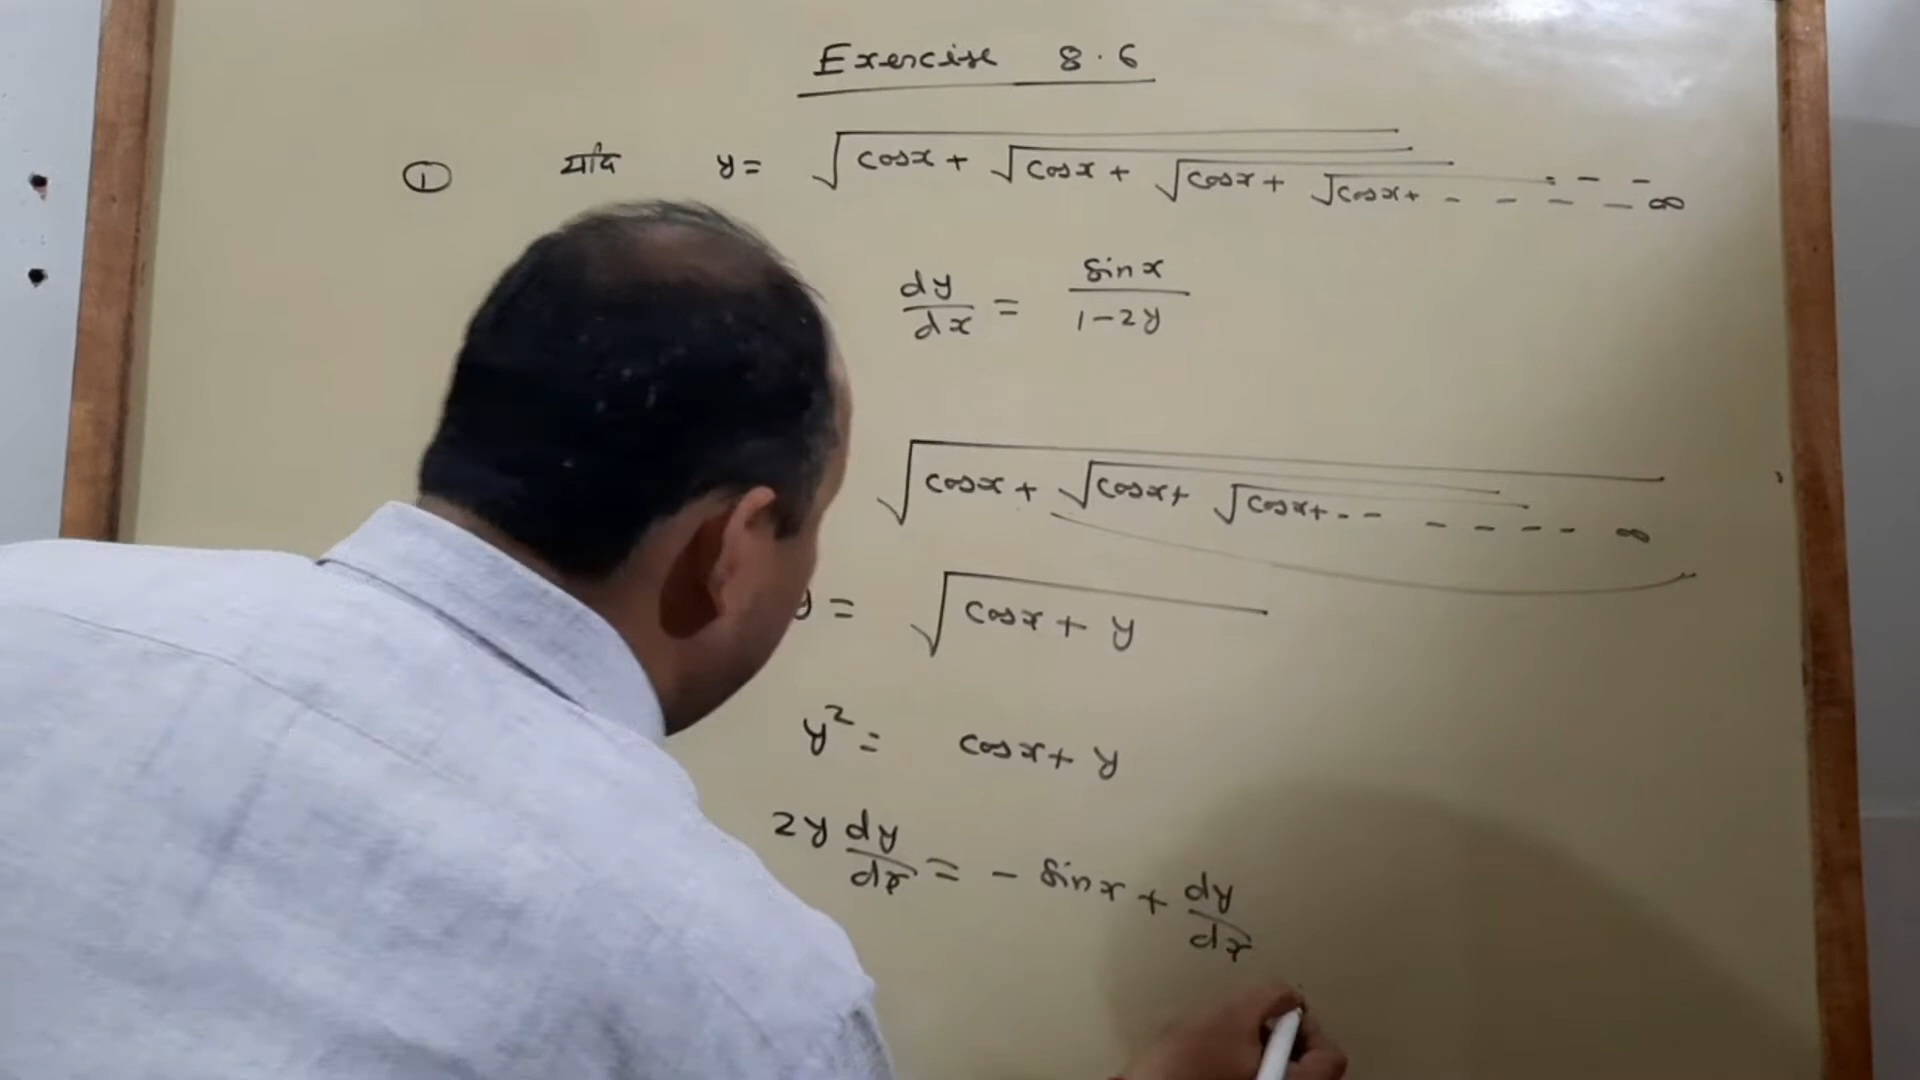 Exercise 8.6
① यदि y = √cosx + √cosx + √cosx + √cosx + - - - - - - - ∞
dy/dx = sinx/1-2y
√cosx + √cosx + √cosx + - - - - - - ∞
y = √cosx + y
y² = cosx + y
2y dy/dx = - sinx + dy/dx